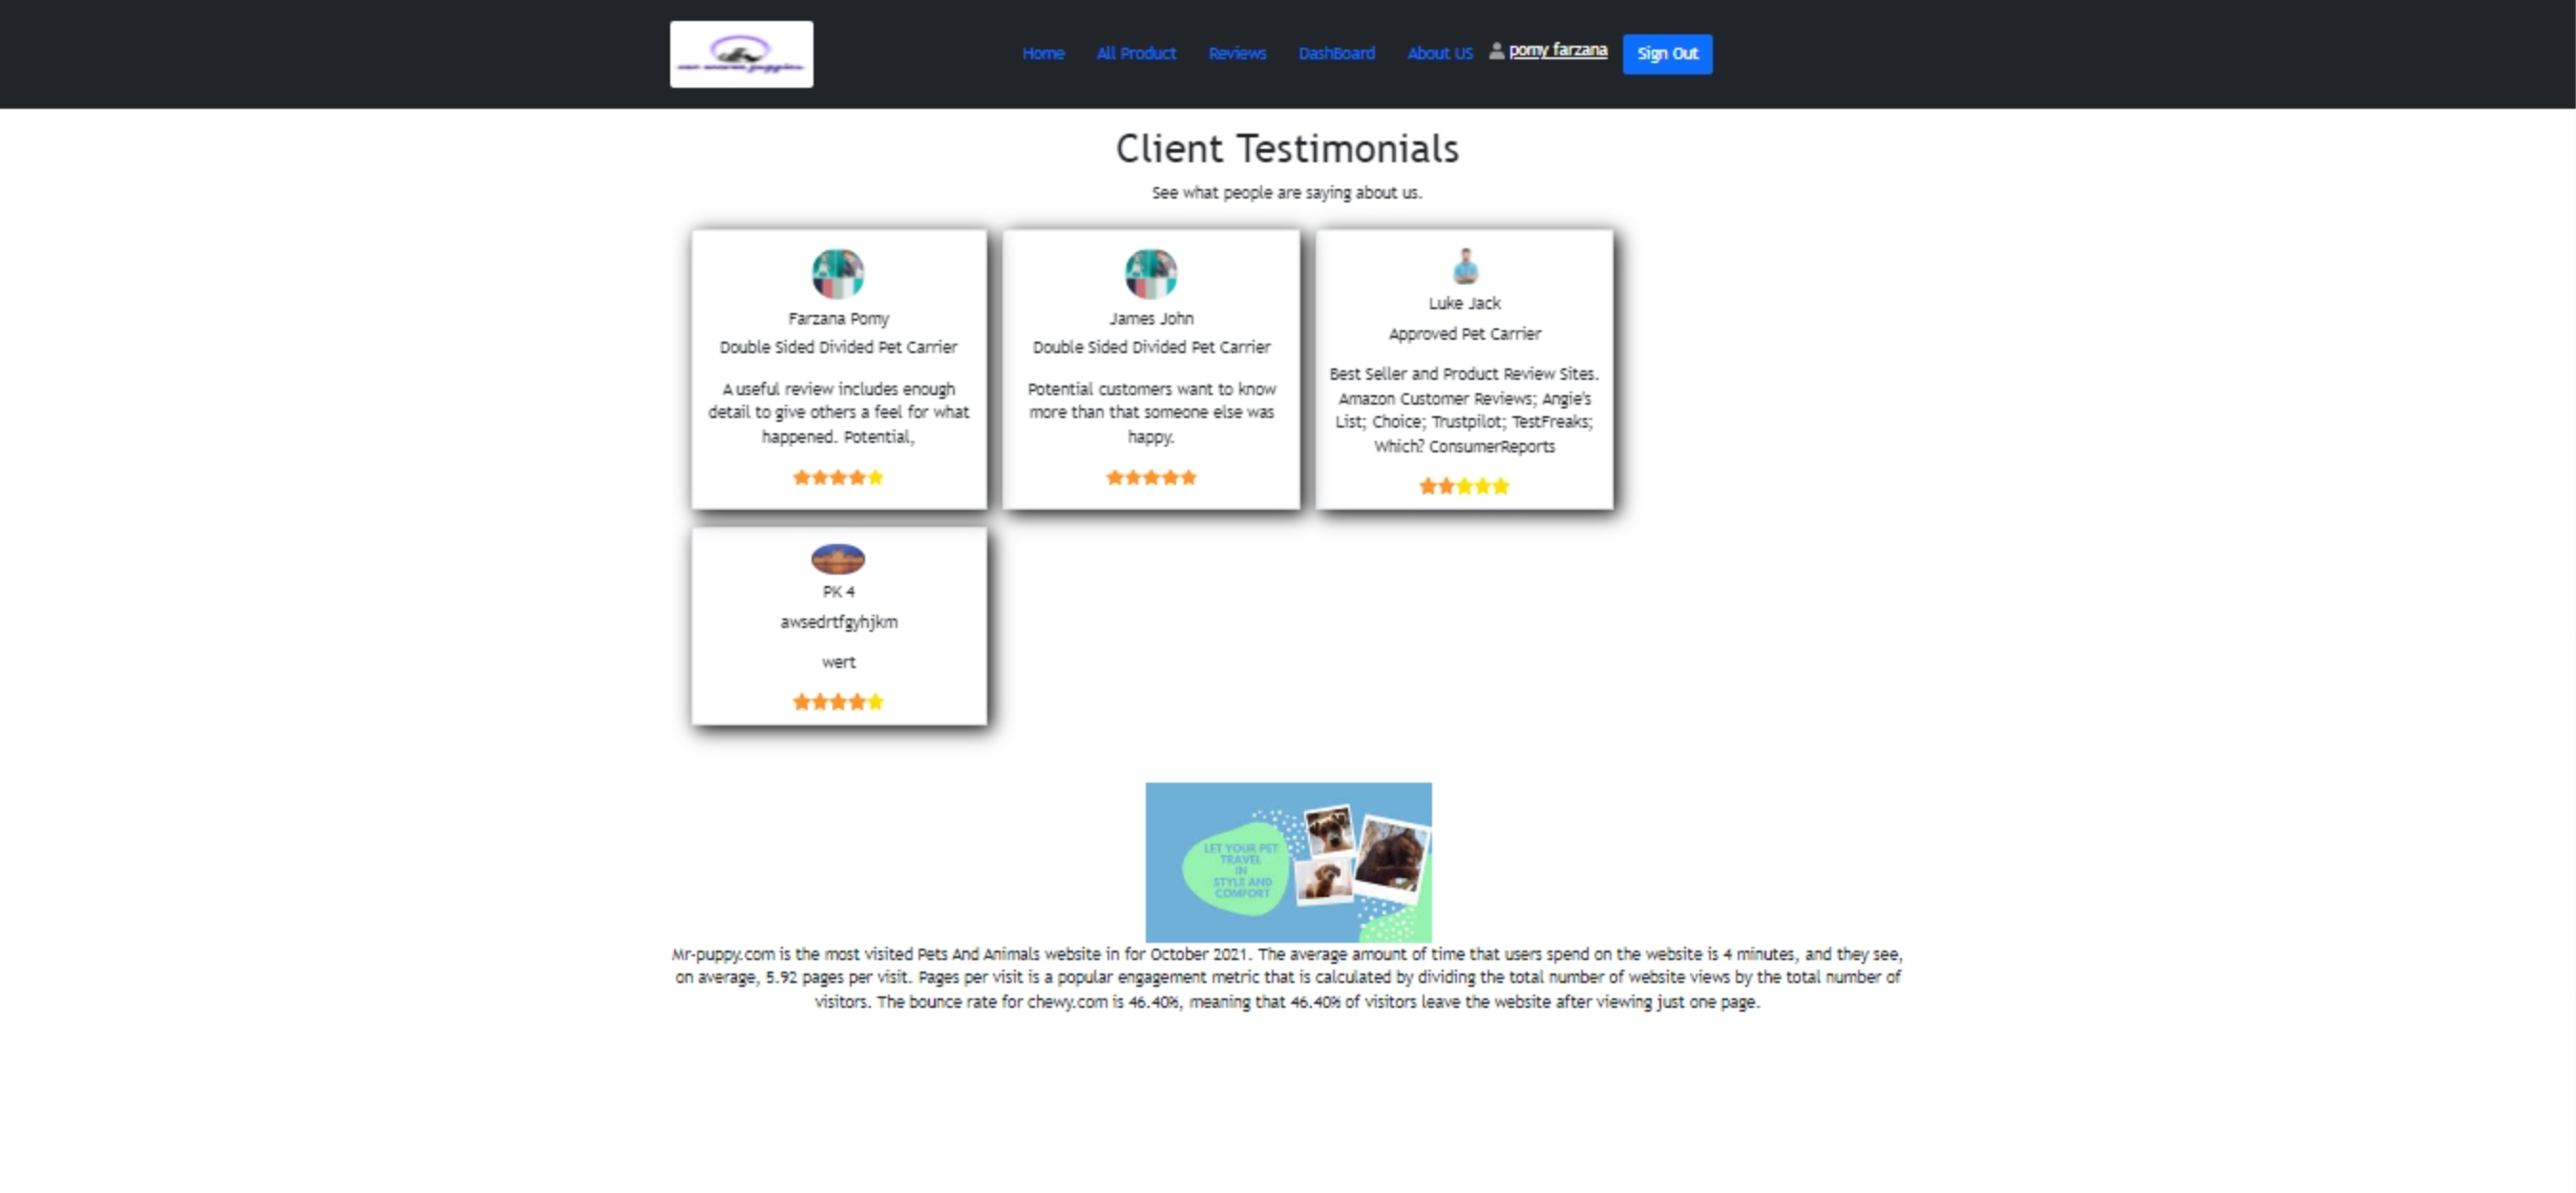 Home All Product Reviews DashBoard About US pomy farzana Sign Out
Client Testimonials
See what people are saying about us.
Farzana Pomy
Double Sided Divided Pet Carrier
A useful review includes enough
detail to give others a feel for what
happened. Potential,
James John
Double Sided Divided Pet Carrier
Potential customers want to know
more than that someone else was
happy.
Luke Jack
Approved Pet Carrier
Best Seller and Product Review Sites.
Amazon Customer Reviews; Angie's
List; Choice; Trustpilot; TestFreaks;
Which? ConsumerReports
PK 4
awsedrtfgyhjkm
wert
LET YOUR PET
TRAVEL
IN
STYLE AND
COMFORT
Mr-puppy.com is the most visited Pets And Animals website in for October 2021. The average amount of time that users spend on the website is 4 minutes, and they see,
on average, 5.92 pages per visit. Pages per visit is a popular engagement metric that is calculated by dividing the total number of website views by the total number of
visitors. The bounce rate for chewy.com is 46.40%, meaning that 46.40% of visitors leave the website after viewing just one page.